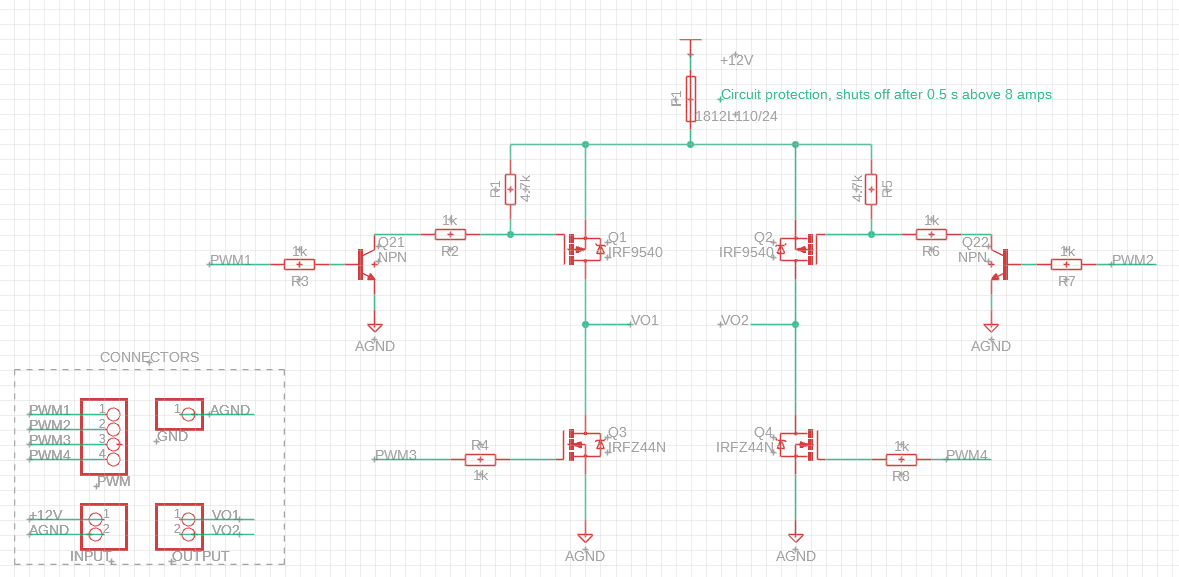 +12V
F1
Circuit protection, shuts off after 0.5 s above 8 amps
1812L110/24
R1
4.7k
4.7k
R5
1k
R2
1k
R6
Q1
IRF9540
Q2
IRF9540
Q21
NPN
Q22
NPN
PWM1
1k
R3
1k
R7
PWM2
VO1
VO2
AGND
AGND
CONNECTORS
PWM1
PWM2
PWM3
PWM4
1
2
3
4
PWM
1
AGND
GND
+12V
AGND
1
2
INPUT
1
2
VO1
VO2
OUTPUT
PWM3
R4
1k
Q3
IRFZ44N
Q4
IRFZ44N
1k
R8
PWM4
AGND
AGND